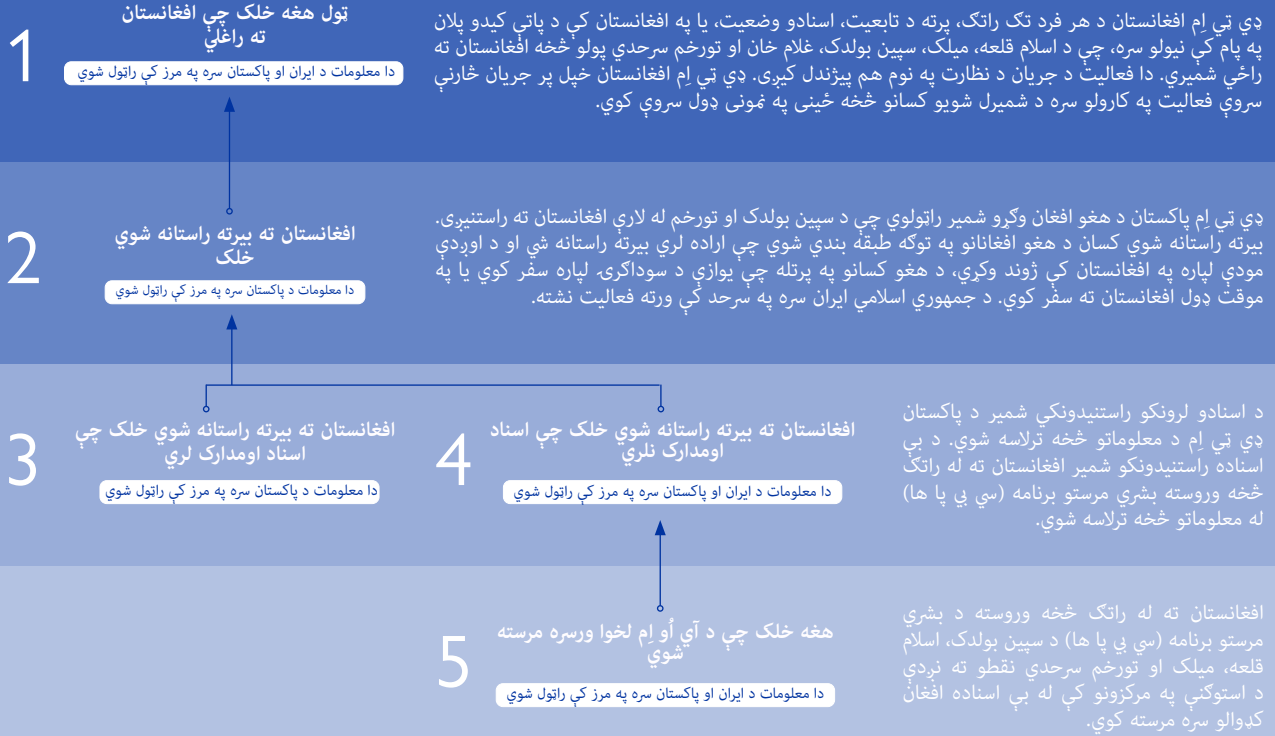 1
ټول هغه خلک چې افغانستان
ته راغلي
دا معلومات د ایران او پاکستان سره په مرز کې راټول شوي
ډي ټي اِم افغانستان د هر فرد تګ راتګ، پرته د تابعیت، اسنادو وضعیت، یا په افغانستان کې د پاتې کیدو پلان
په پام کې نیولو سره، چې د اسلام قلعه، میلک، سپین بولدک، غلام خان او تورخم سرحدي پولو څخه افغانستان ته
راځي شمیري. دا فعالیت د جریان د نظارت په نوم هم پیژندل کیږی. ډي ټي اِم افغانستان خپل پر جریان څارنې
سروې فعالیت په کارولو سره د شمیرل شویو کسانو څخه ځینی په نمونی ډول سروې کوي.
2
افغانستان ته بیرته راستانه شوي
خلک
دا معلومات د پاکستان سره په مرز کې راټول شوي
ډي ټي اِم پاکستان د هغو افغان وګړو شمیر راټولوي چې د سپین بولدک او تورخم له لارې افغانستان ته راستنیږی.
بیرته راستانه شوي کسان د هغو افغانانو په توګه طبقه بندي شوي چې اراده لري بیرته راستانه شي او د اوږدې
مودې لپاره په افغانستان کې ژوند وکړي، د هغو کسانو په پرتله چې یوازې د سوداګرۍ لپاره سفر کوي یا په
موقت ډول افغانستان ته سفر کوي. د جمهوري اسلامي ایران سره په سرحد کې ورته فعالیت نشته.
3
افغانستان ته بیرته راستانه شوي خلک چې
اسناد اومدارک لري
دا معلومات د پاکستان سره په مرز کې راټول شوي
4
افغانستان ته بیرته راستانه شوي خلک چې اسناد
اومدارک نلري
دا معلومات د ایران او پاکستان سره په مرز کې راټول شوي
د اسنادو لرونکو راستنیدونکي شمیر د پاکستان
ډي ټي اِم د معلوماتو څخه ترلاسه شوي. د بې
اسناده راستنیدونکو شمیر افغانستان ته له راتګ
څخه وروسته بشري مرستو برنامه (سي بي پا ها)
له معلوماتو څخه ترلاسه شوي.
5
هغه خلک چې د آي اُو اِم لخوا ورسره مرسته
شوي
دا معلومات د ایران او پاکستان سره په مرز کې راټول شوي
افغانستان ته له راتګ څخه وروسته د بشري
مرستو برنامه (سي بي پا ها) د سپین بولدک، اسلام
قلعه، میلک او تورخم سرحدي نقطو ته نږدې
د استوګنې په مرکزونو کې له بې اسناده افغان
کډوالو سره مرسته کوي.